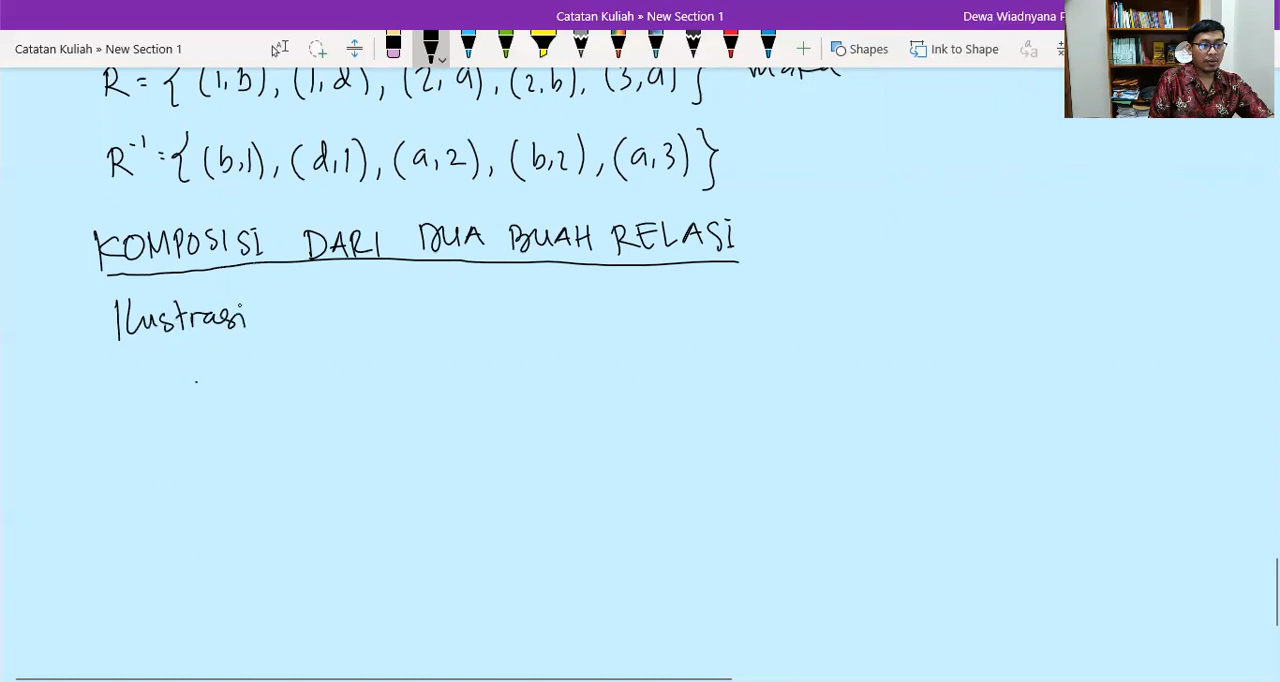 Catatan Kuliah » New Section 1
Dewa Wiadnyana P
Catatan Kuliah » New Section 1
Shapes
Ink to Shape
R = { (1,b), (1,d), (2,a), (2,b), (3,a) } maka
R⁻¹ = { (b,1), (d,1), (a,2), (b,2), (a,3) }
KOMPOSISI DARI DUA BUAH RELASI
Ilustrasi